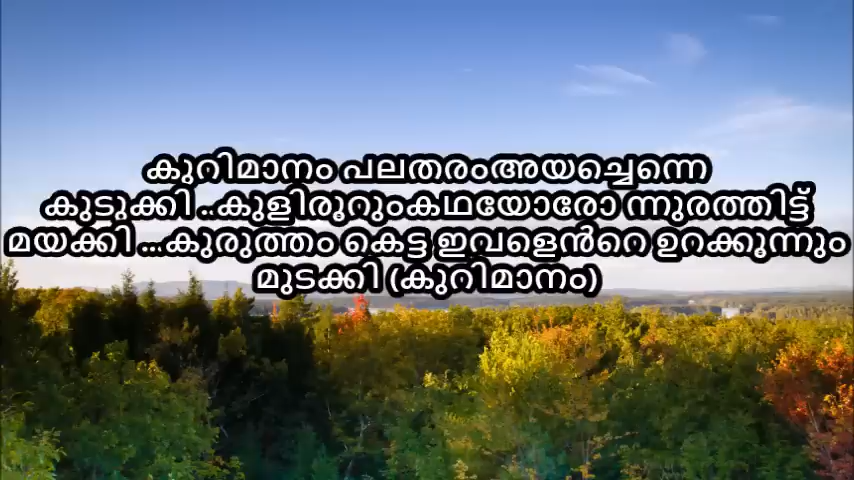 കുറിമാനം പലതരംഅയച്ചെന്നെ
കുടുക്കി ..കുളിരൂറുംകഥയോരോ ന്നുരത്തിട്ട്
മയക്കി ...കുരുത്തം കെട്ട ഇവളെൻറെ ഉറക്കൂന്നും
മുടക്കി (കുറിമാനം)